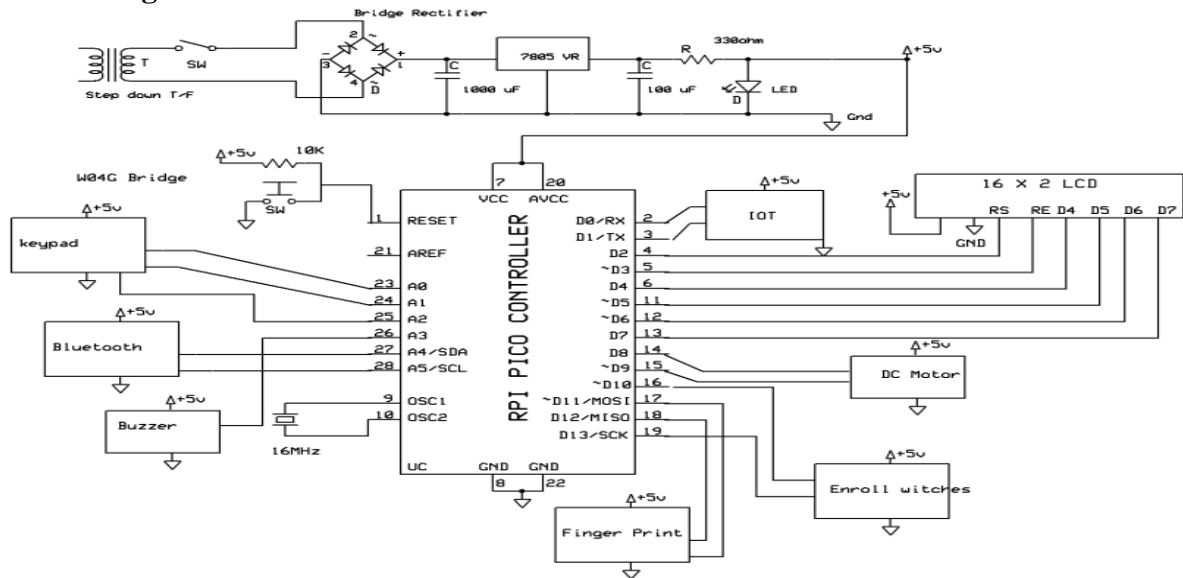 Bridge Rectifier
2 ~
- +
3 1
4 ~
D
T
SW
Step down T/F
C
1000 uF
7805 VR
C
100 uF
R
330ohm
D
LED
+5v
Gnd
+5v
10K
SW
W04G Bridge
+5v
keypad
+5v
Bluetooth
+5v
Buzzer
16MHz
7 20
VCC AVCC
1 RESET
21 AREF
23 A0
24 A1
25 A2
26 A3
27 A4/SDA
28 A5/SCL
9 OSC1
10 OSC2
UC
GND GND
8 22
RPI PICO CONTROLLER
D0/RX 2
D1/TX 3
D2 4
~D3 5
D4 6
~D5 11
~D6 12
D7 13
D8 14
~D9 15
~D10 16
~D11/MOSI 17
D12/MISO 18
D13/SCK 19
+5v
IOT
+5v
16 X 2 LCD
RS RE D4 D5 D6 D7
GND
+5v
DC Motor
+5v
Enroll witches
+5v
Finger Print